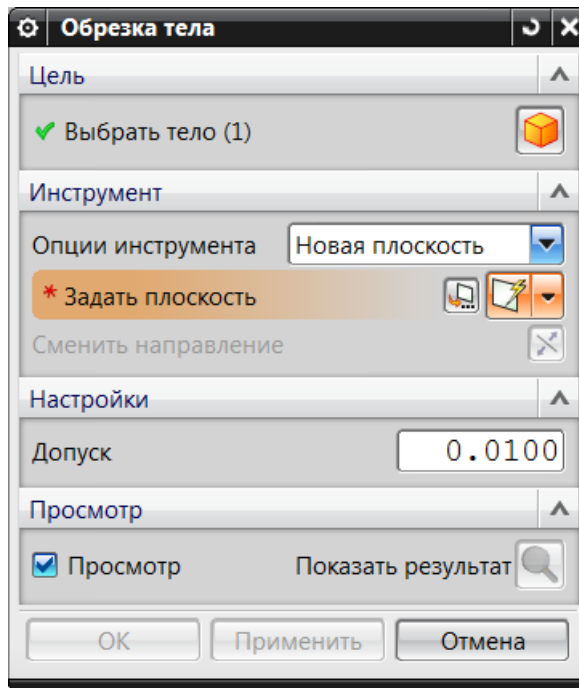 Обрезка тела
Цель
Выбрать тело (1)
Инструмент
Опции инструмента Новая плоскость
* Задать плоскость
Сменить направление
Настройки
Допуск 0.0100
Просмотр
Просмотр Показать результат
ОК Применить Отмена